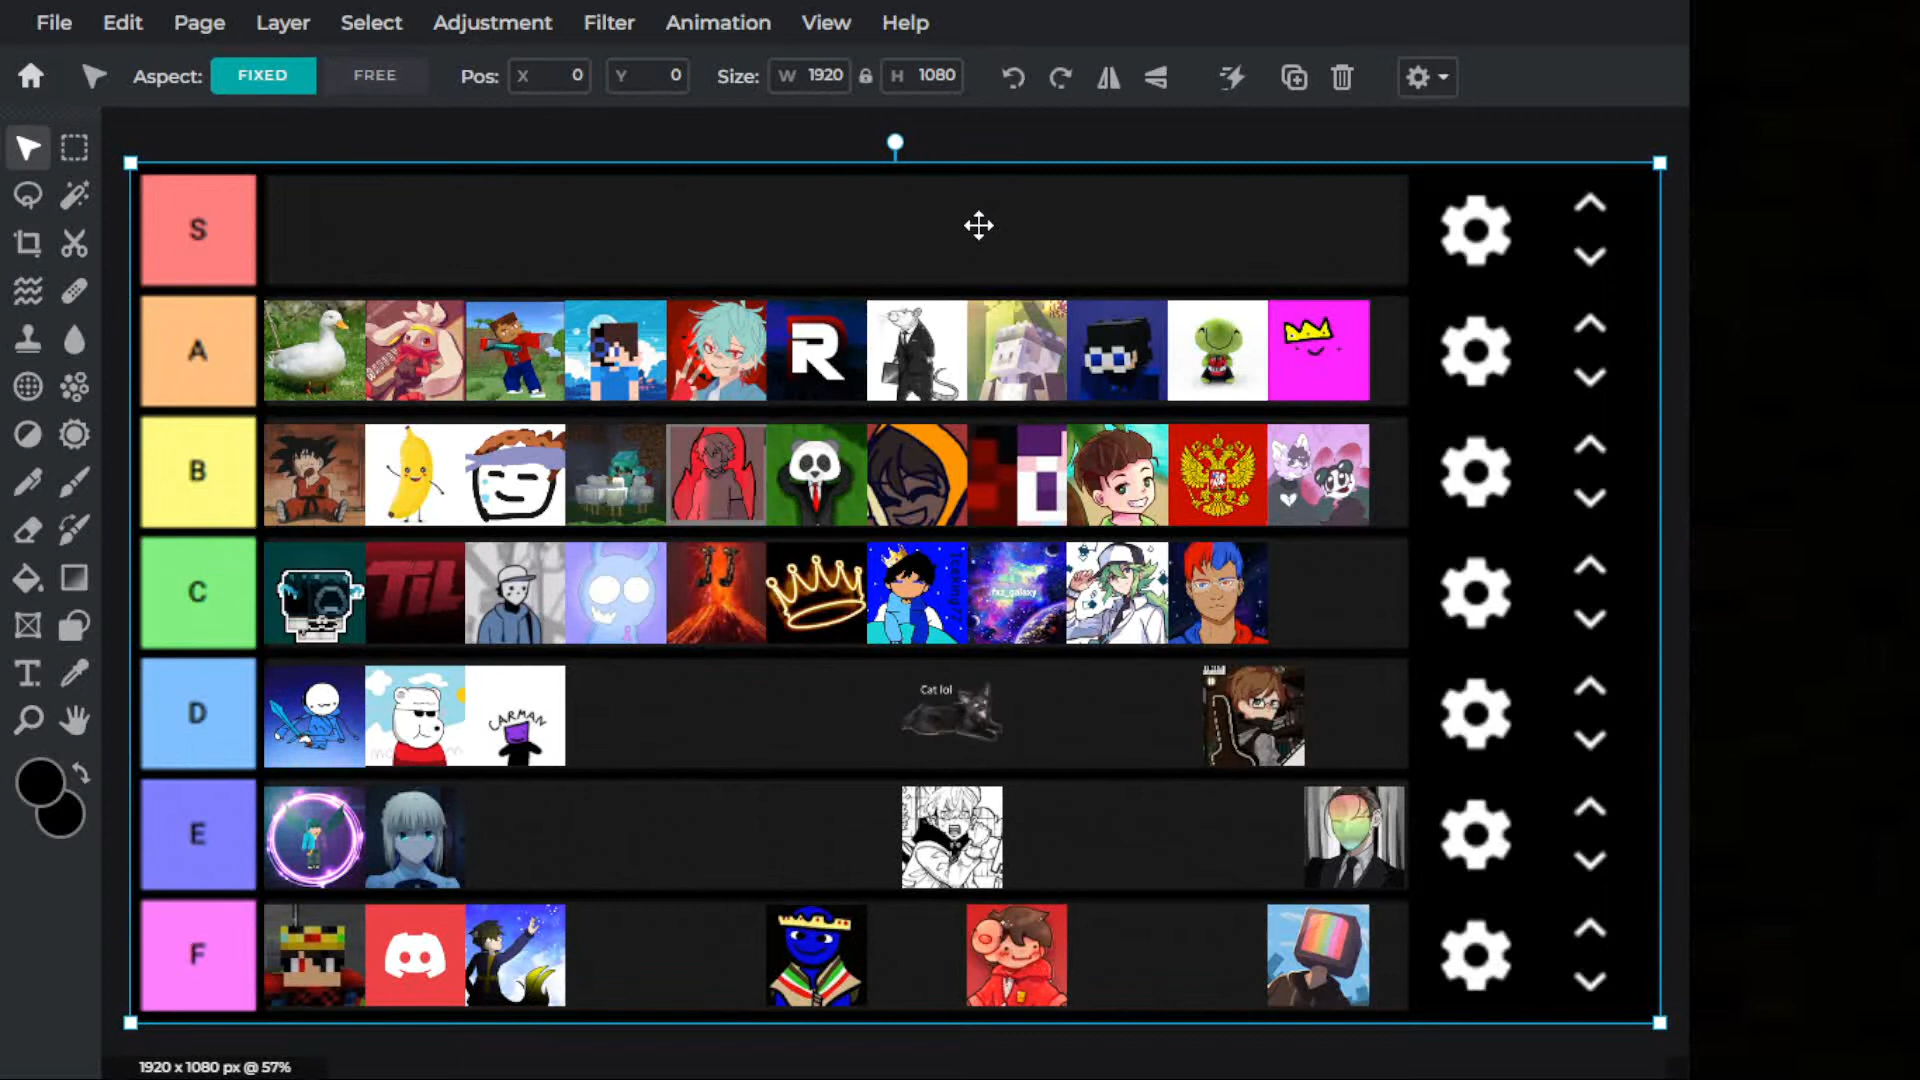 File Edit Page Layer Select Adjustment Filter Animation View Help
Aspect: FIXED FREE Pos: X 0 Y 0 Size: W 1920 H 1080
S
A
R
B
C
TiL
fxz_galaxy
D
Cat lol
CARMAN
E
F
T
1920 x 1080 px @ 57%